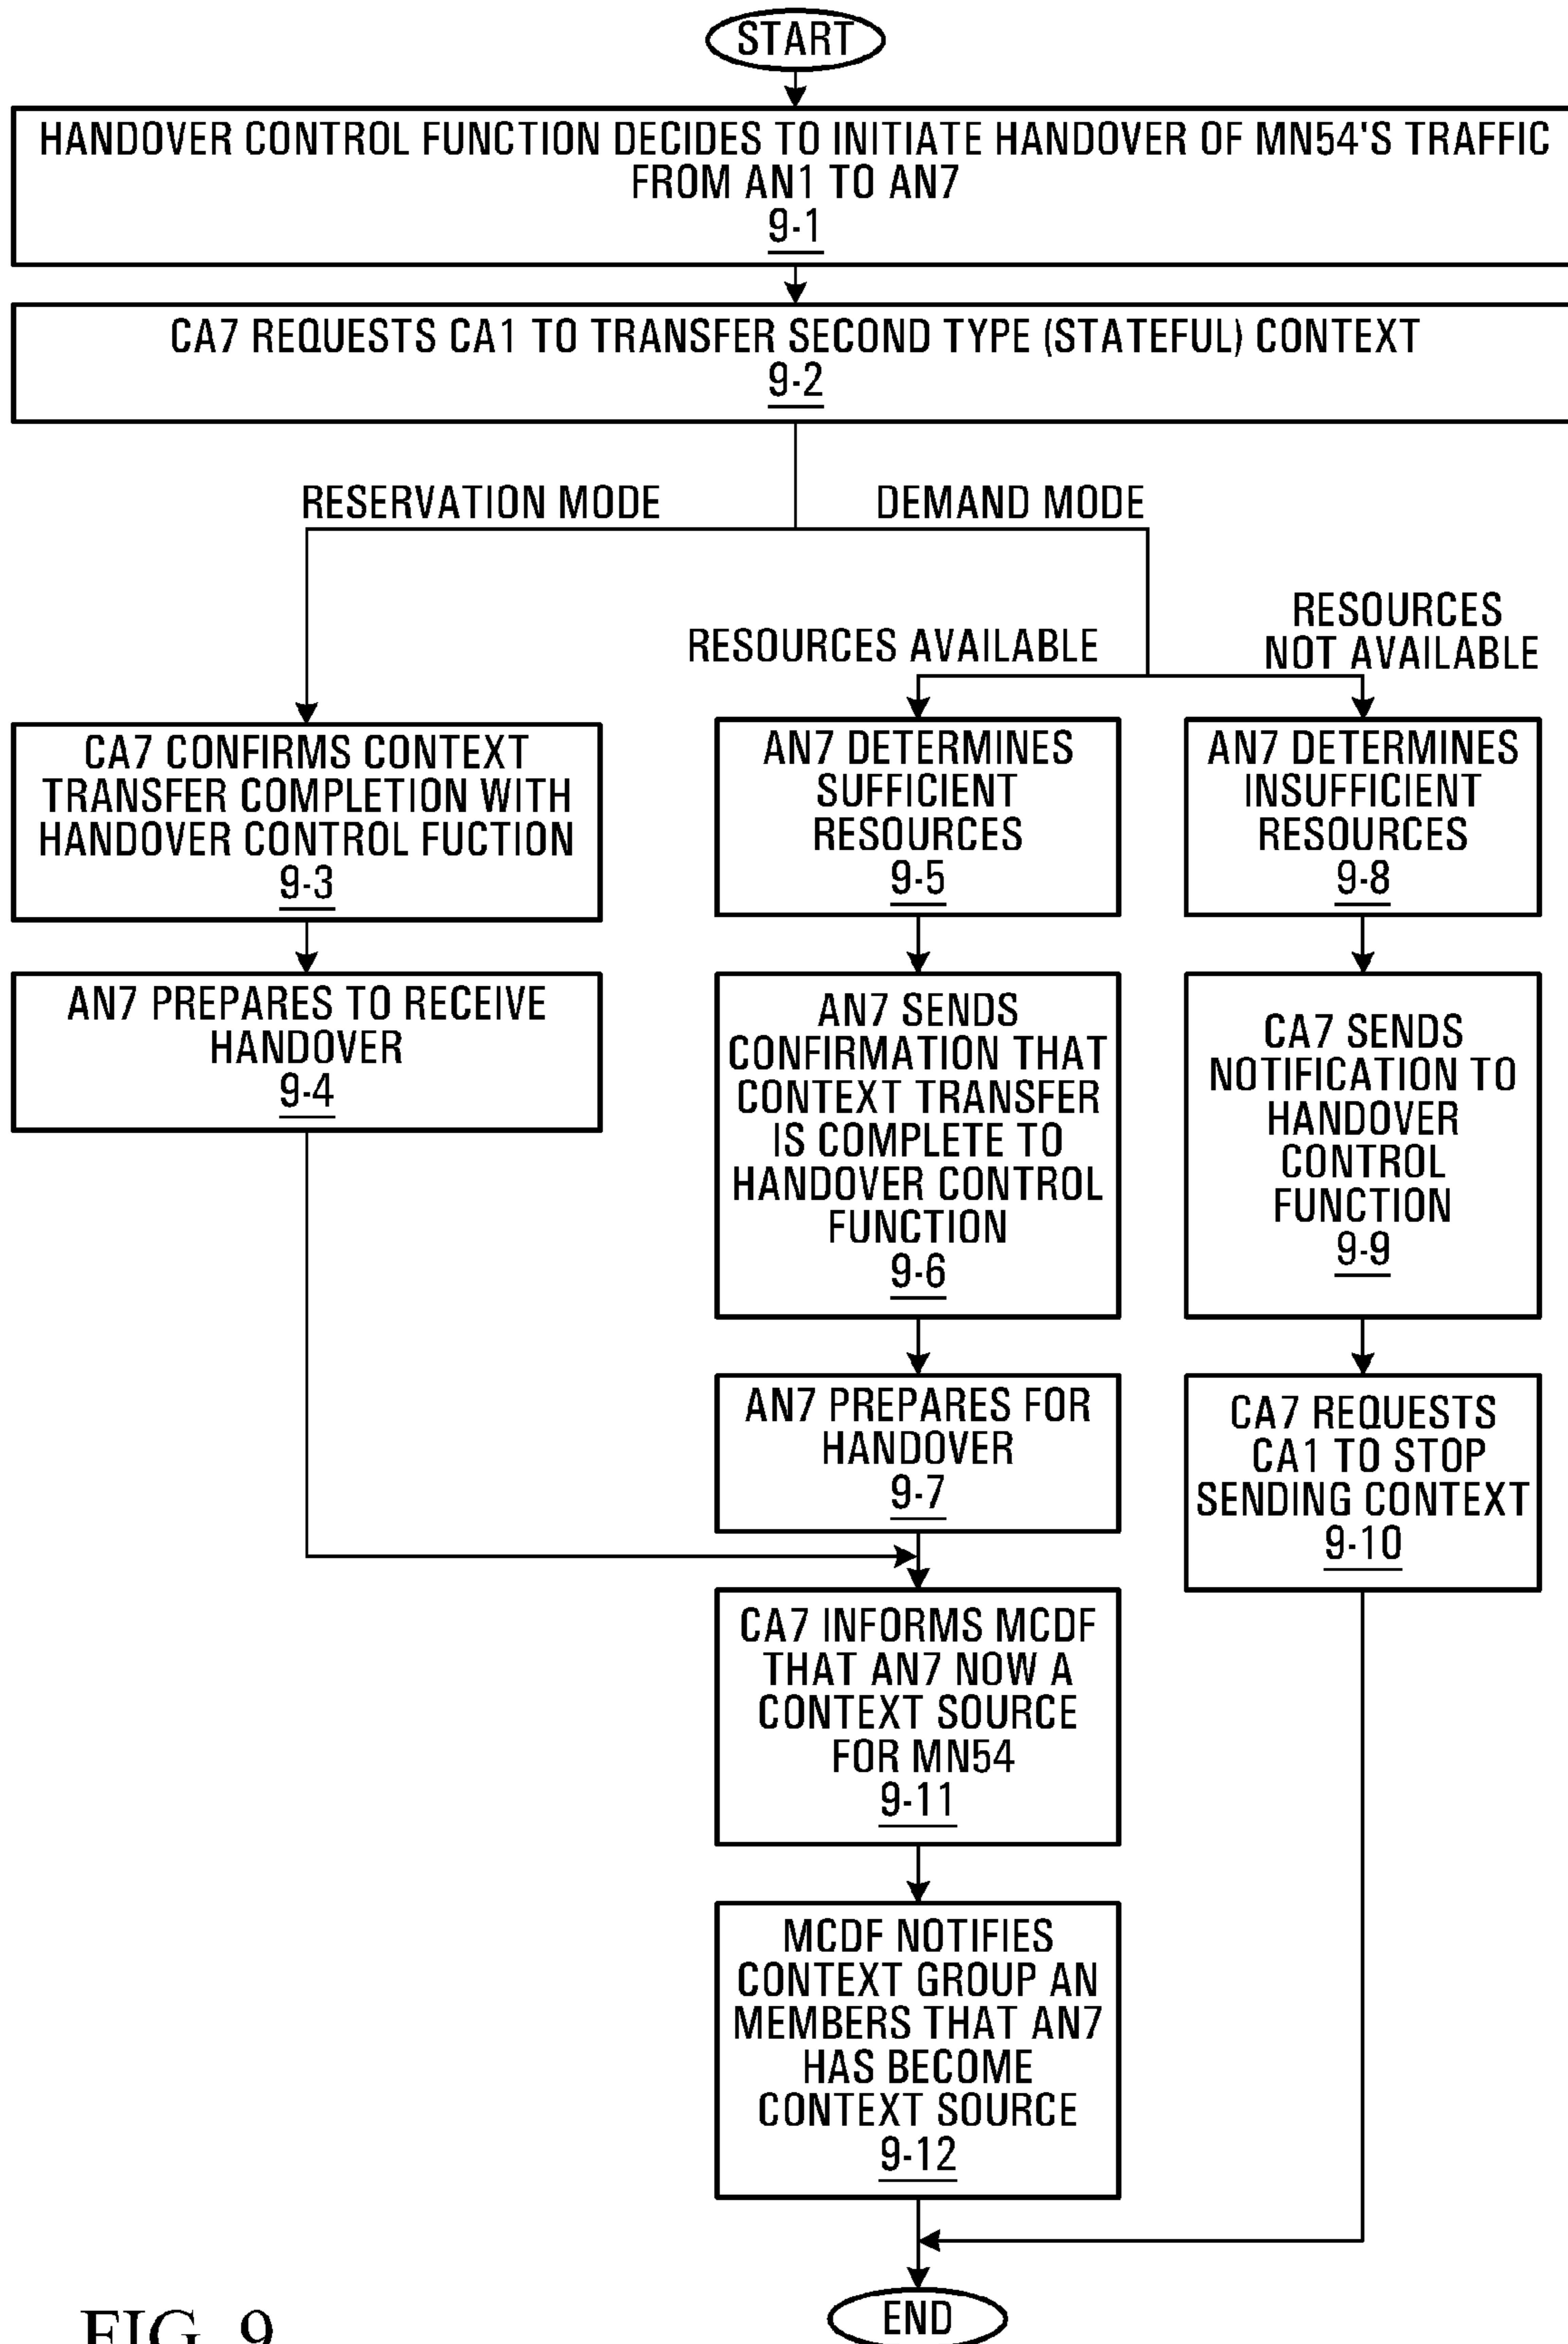 START
HANDOVER CONTROL FUNCTION DECIDES TO INITIATE HANDOVER OF MN54'S TRAFFIC
FROM AN1 TO AN7
9-1
CA7 REQUESTS CA1 TO TRANSFER SECOND TYPE (STATEFUL) CONTEXT
9-2
RESERVATION MODE
DEMAND MODE
RESOURCES AVAILABLE
RESOURCES
NOT AVAILABLE
CA7 CONFIRMS CONTEXT
TRANSFER COMPLETION WITH
HANDOVER CONTROL FUCTION
9-3
AN7 PREPARES TO RECEIVE
HANDOVER
9-4
AN7 DETERMINES
SUFFICIENT
RESOURCES
9-5
AN7 SENDS
CONFIRMATION THAT
CONTEXT TRANSFER
IS COMPLETE TO
HANDOVER CONTROL
FUNCTION
9-6
AN7 PREPARES FOR
HANDOVER
9-7
AN7 DETERMINES
INSUFFICIENT
RESOURCES
9-8
CA7 SENDS
NOTIFICATION TO
HANDOVER
CONTROL
FUNCTION
9-9
CA7 REQUESTS
CA1 TO STOP
SENDING CONTEXT
9-10
CA7 INFORMS MCDF
THAT AN7 NOW A
CONTEXT SOURCE
FOR MN54
9-11
MCDF NOTIFIES
CONTEXT GROUP AN
MEMBERS THAT AN7
HAS BECOME
CONTEXT SOURCE
9-12
END
FIG. 9